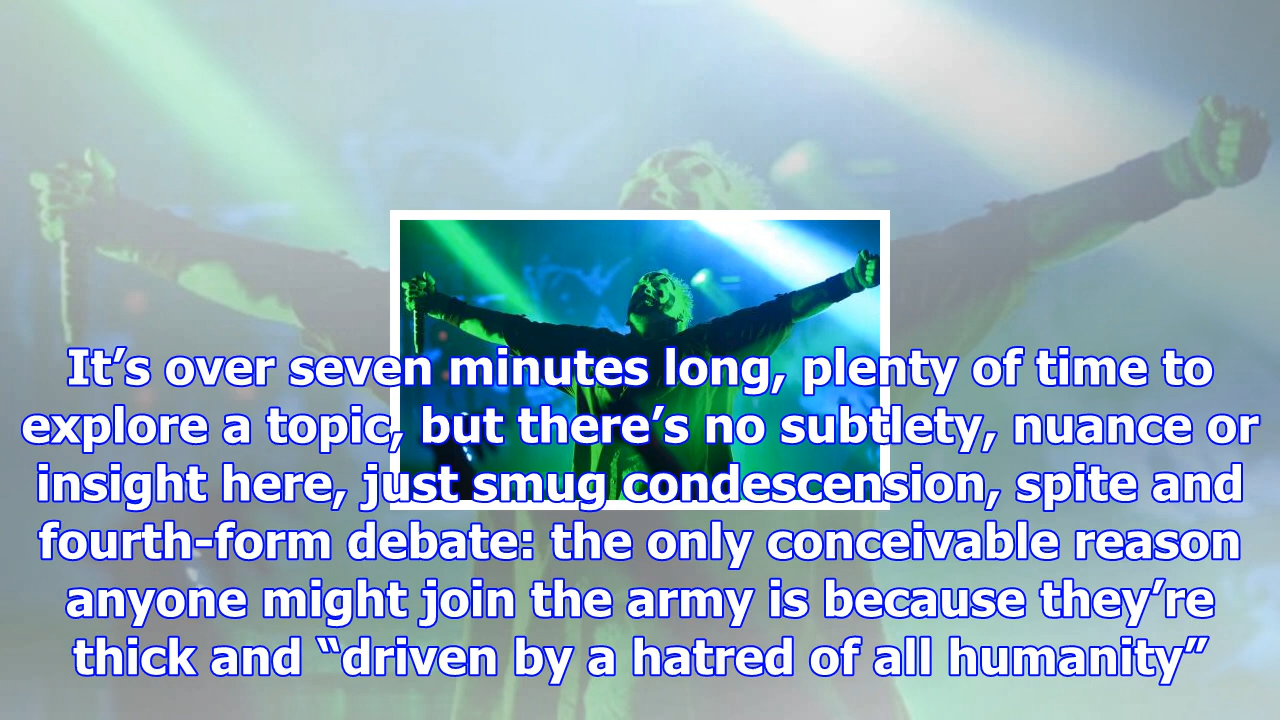 It’s over seven minutes long, plenty of time to
explore a topic, but there’s no subtlety, nuance or
insight here, just smug condescension, spite and
fourth-form debate: the only conceivable reason
anyone might join the army is because they’re
thick and “driven by a hatred of all humanity”